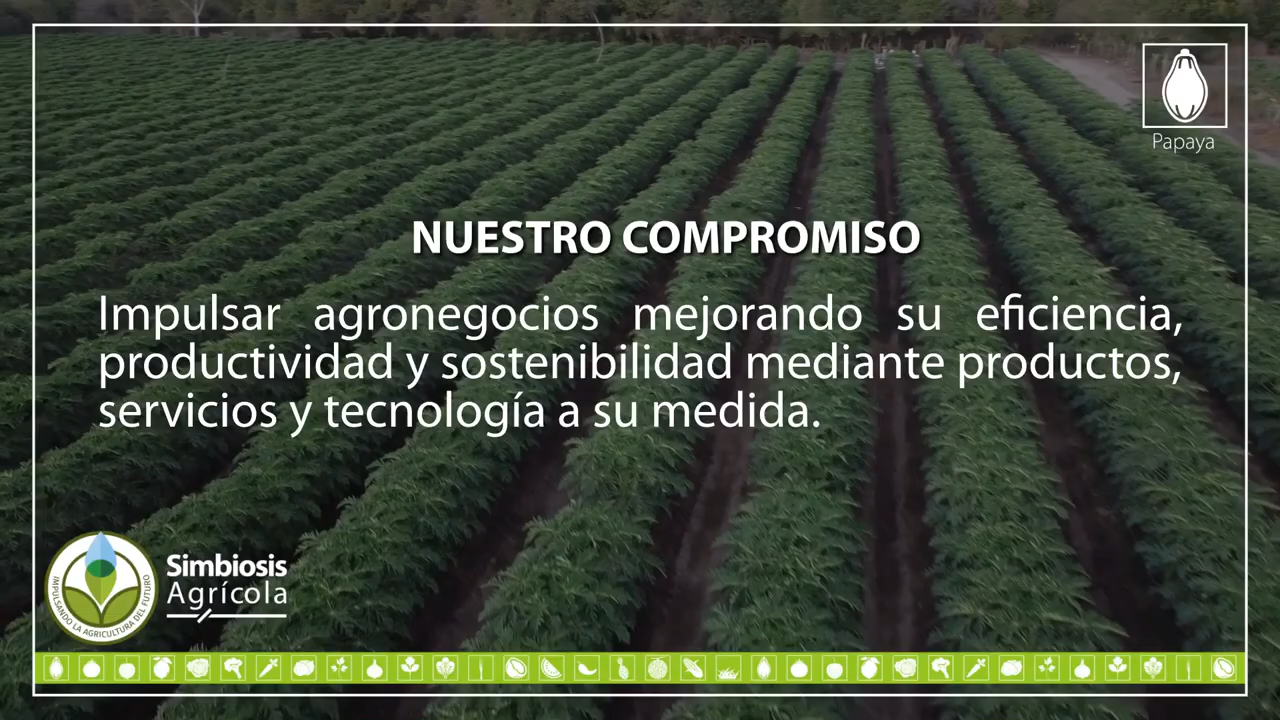 Papaya
NUESTRO COMPROMISO
Impulsar agronegocios mejorando su eficiencia,
productividad y sostenibilidad mediante productos,
servicios y tecnología a su medida.
Simbiosis
Agrícola
IMPULSANDO LA AGRICULTURA DEL FUTURO